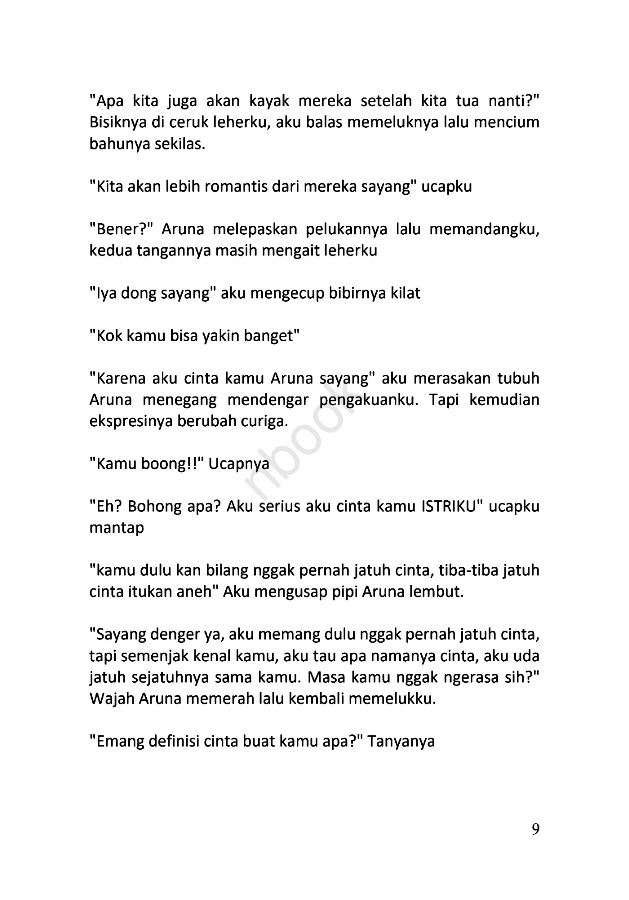 "Apa kita juga akan kayak mereka setelah kita tua nanti?"
Bisiknya di ceruk leherku, aku balas memeluknya lalu mencium
bahunya sekilas.
"Kita akan lebih romantis dari mereka sayang" ucapku
"Bener?" Aruna melepaskan pelukannya lalu memandangku,
kedua tangannya masih mengait leherku
"Iya dong sayang" aku mengecup bibirnya kilat
"Kok kamu bisa yakin banget"
"Karena aku cinta kamu Aruna sayang" aku merasakan tubuh
Aruna menegang mendengar pengakuanku. Tapi kemudian
ekspresinya berubah curiga.
"Kamu boong!!" Ucapnya
"Eh? Bohong apa? Aku serius aku cinta kamu ISTRIKU" ucapku
mantap
"kamu dulu kan bilang nggak pernah jatuh cinta, tiba-tiba jatuh
cinta itukan aneh" Aku mengusap pipi Aruna lembut.
"Sayang denger ya, aku memang dulu nggak pernah jatuh cinta,
tapi semenjak kenal kamu, aku tau apa namanya cinta, aku uda
jatuh sejatuhnya sama kamu. Masa kamu nggak ngerasa sih?"
Wajah Aruna memerah lalu kembali memelukku.
"Emang definisi cinta buat kamu apa?" Tanyanya
nbook
9